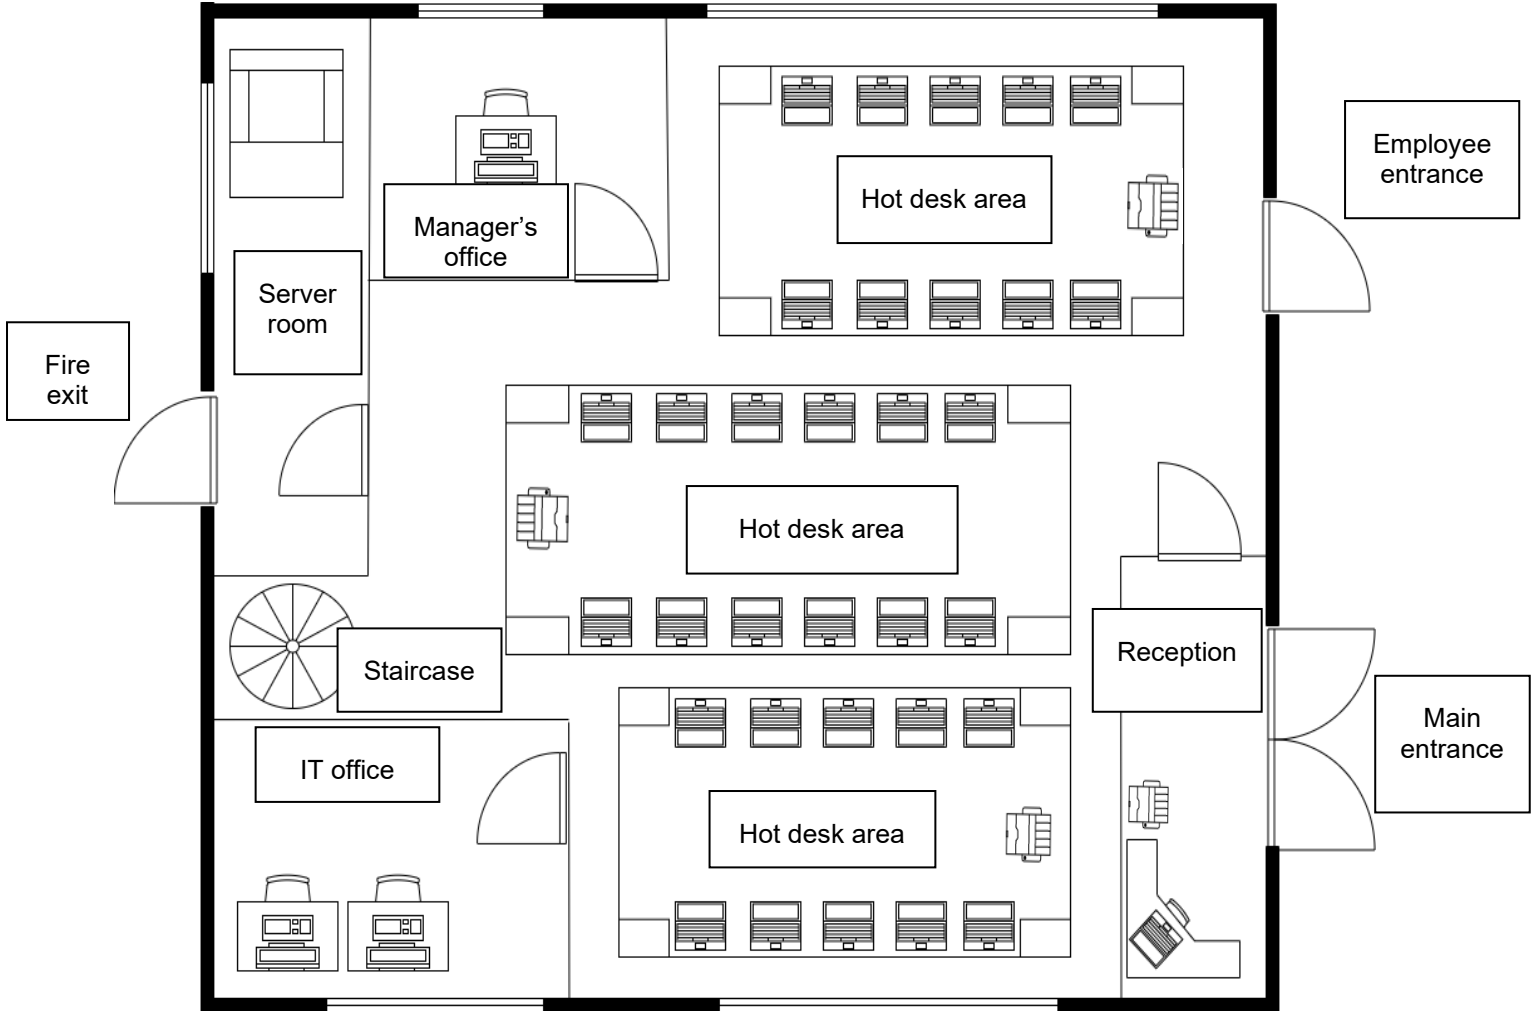 Employee
entrance
Hot desk area
Manager’s
office
Server
room
Fire
exit
Hot desk area
Reception
Staircase
Main
entrance
IT office
Hot desk area